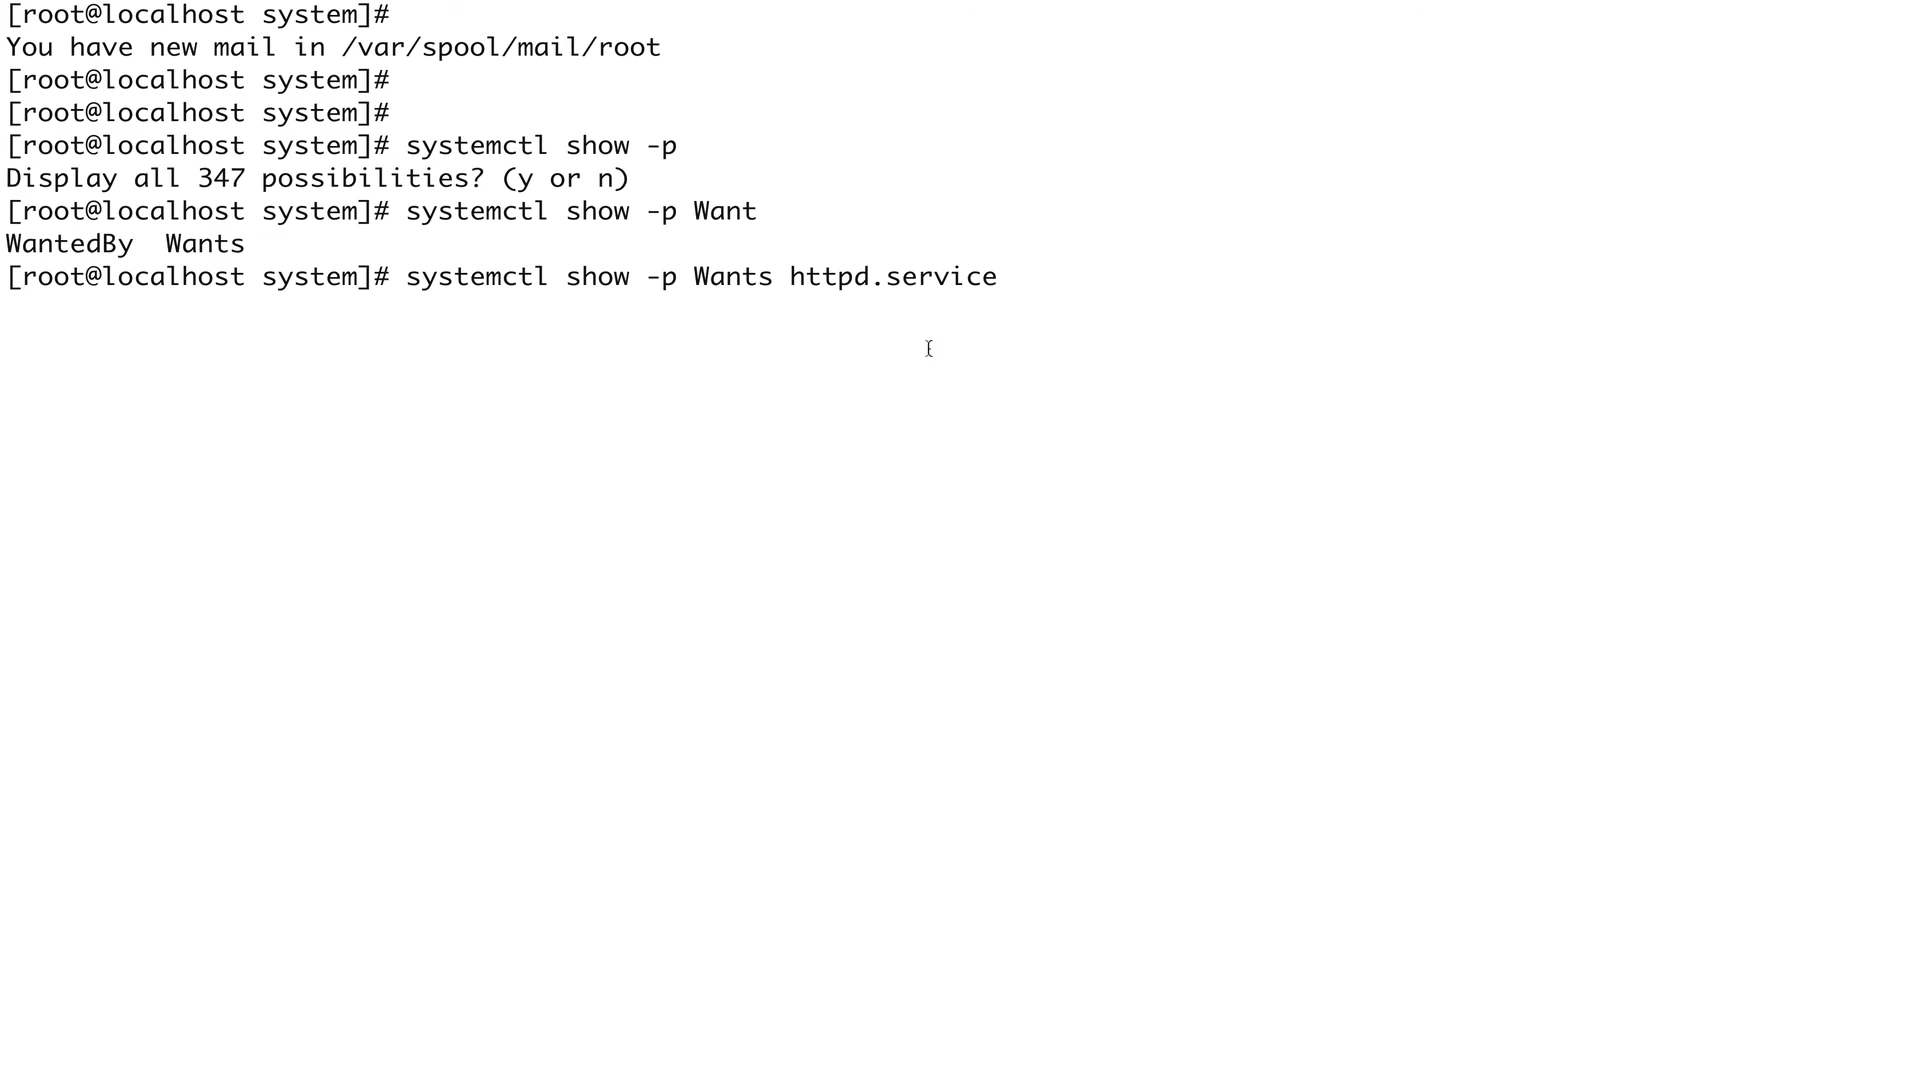 [root@localhost system]#
You have new mail in /var/spool/mail/root
[root@localhost system]#
[root@localhost system]#
[root@localhost system]# systemctl show -p
Display all 347 possibilities? (y or n)
[root@localhost system]# systemctl show -p Want
WantedBy  Wants
[root@localhost system]# systemctl show -p Wants httpd.service